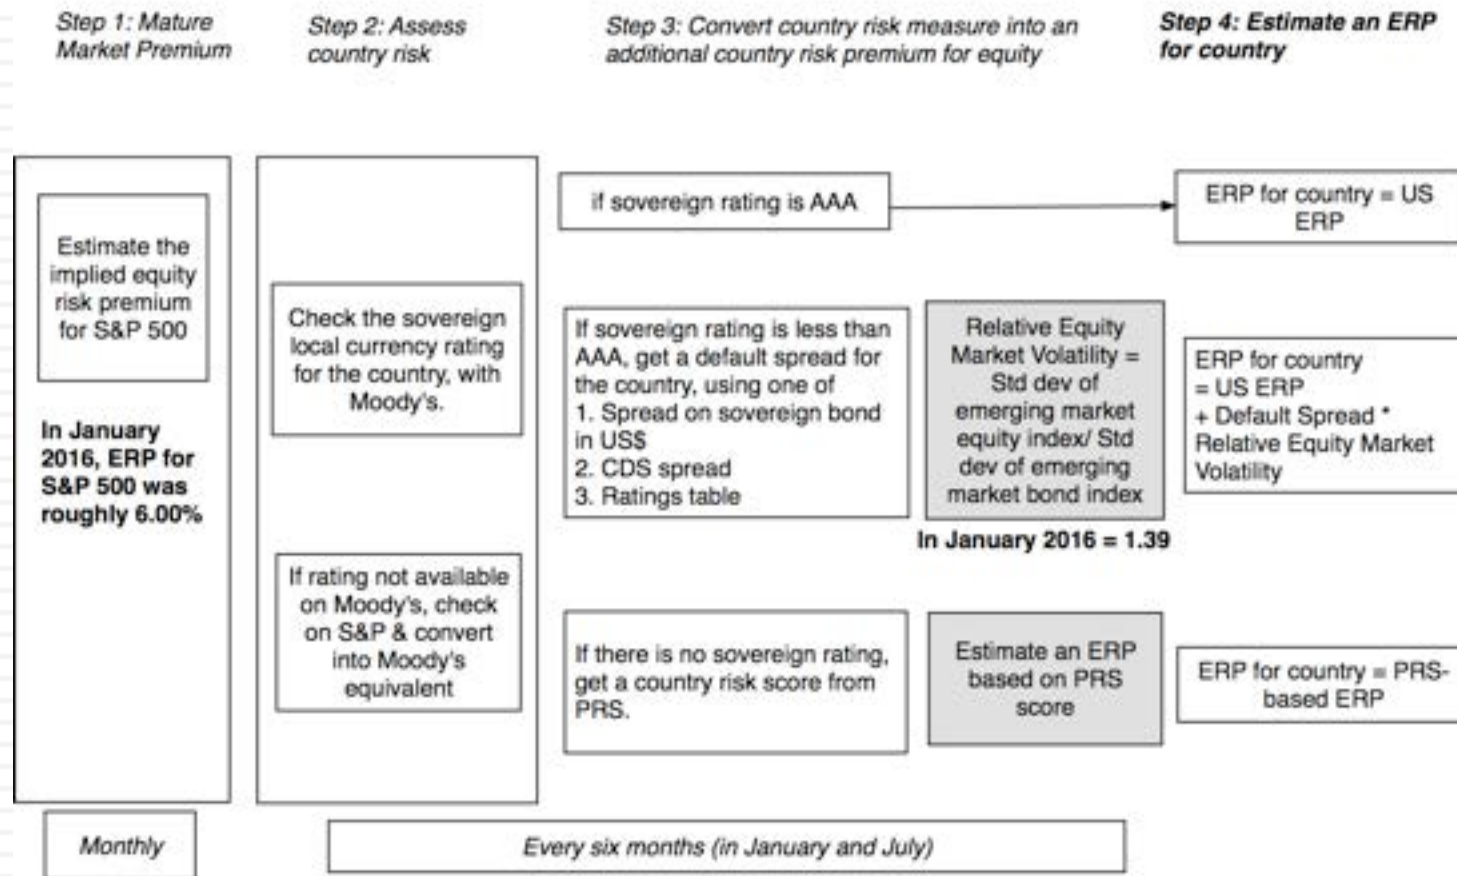 Step 1: Mature
Market Premium
Step 2: Assess
country risk
Step 3: Convert country risk measure into an
additional country risk premium for equity
Step 4: Estimate an ERP
for country
Estimate the
implied equity
risk premium
for S&P 500
In January
2016, ERP for
S&P 500 was
roughly 6.00%
Check the sovereign
local currency rating
for the country, with
Moody's.
If rating not available
on Moody's, check
on S&P & convert
into Moody's
equivalent
if sovereign rating is AAA
ERP for country = US
ERP
If sovereign rating is less than
AAA, get a default spread for
the country, using one of
1. Spread on sovereign bond
in US$
2. CDS spread
3. Ratings table
Relative Equity
Market Volatility =
Std dev of
emerging market
equity index/ Std
dev of emerging
market bond index
In January 2016 = 1.39
ERP for country
= US ERP
+ Default Spread *
Relative Equity Market
Volatility
If there is no sovereign rating,
get a country risk score from
PRS.
Estimate an ERP
based on PRS
score
ERP for country = PRS-
based ERP
Monthly
Every six months (in January and July)